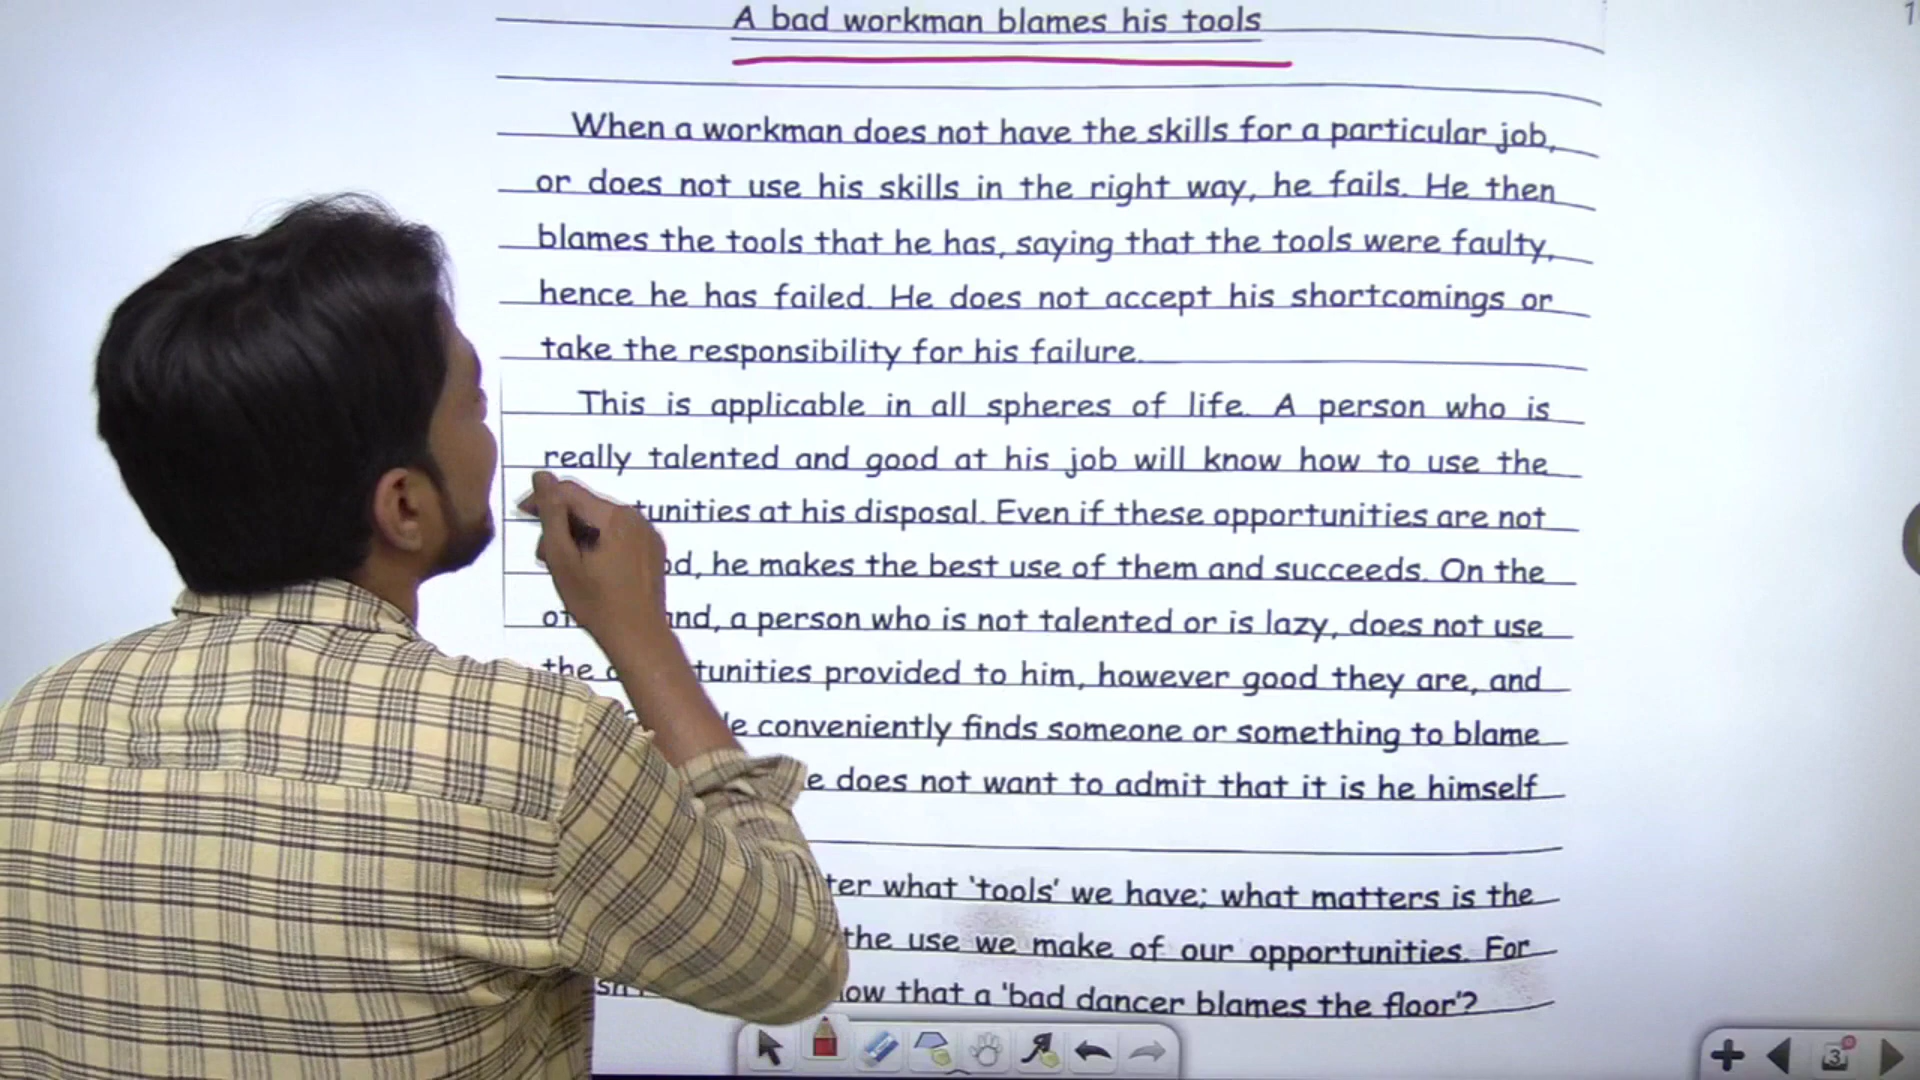 A bad workman blames his tools
When a workman does not have the skills for a particular job,
or does not use his skills in the right way, he fails. He then
blames the tools that he has, saying that the tools were faulty,
hence he has failed. He does not accept his shortcomings or
take the responsibility for his failure.
This is applicable in all spheres of life. A person who is
really talented and good at his job will know how to use the
at his disposal. Even if these opportunities are not
he makes the best use of them and succeeds. On the
a person who is not talented or is lazy, does not use
the provided to him, however good they are, and
conveniently finds someone or something to blame
does not want to admit that it is he himself
what 'tools' we have; what matters is the
the use we make of our opportunities. For
that a 'bad dancer blames the floor'?
3